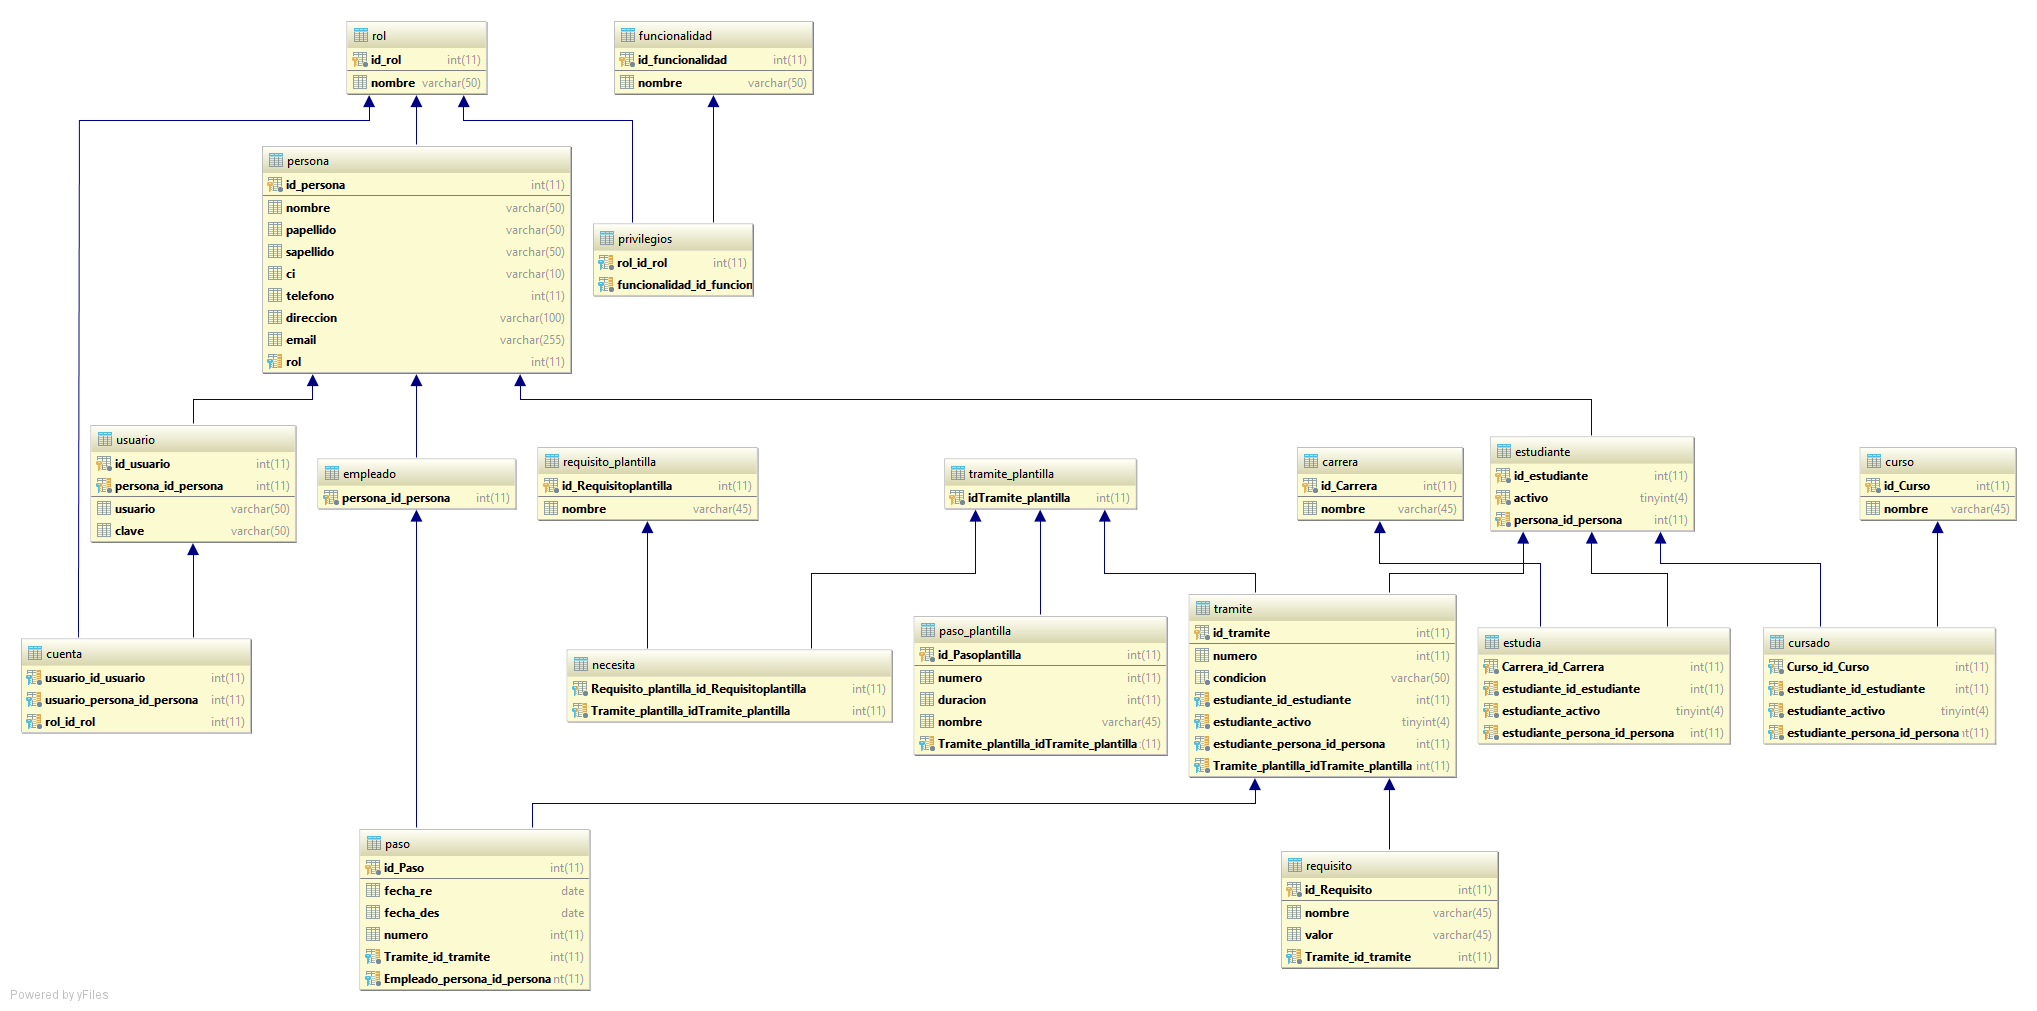 rol
id_rol int(11)
nombre varchar(50)
funcionalidad
id_funcionalidad int(11)
nombre varchar(50)
persona
id_persona int(11)
nombre varchar(50)
papellido varchar(50)
sapellido varchar(50)
ci varchar(10)
telefono int(11)
direccion varchar(100)
email varchar(255)
rol int(11)
privilegios
rol_id_rol int(11)
funcionalidad_id_funcion
usuario
id_usuario int(11)
persona_id_persona int(11)
usuario varchar(50)
clave varchar(50)
empleado
persona_id_persona int(11)
requisito_plantilla
id_Requisitoplantilla int(11)
nombre varchar(45)
tramite_plantilla
idTramite_plantilla int(11)
carrera
id_Carrera int(11)
nombre varchar(45)
estudiante
id_estudiante int(11)
activo tinyint(4)
persona_id_persona int(11)
curso
id_Curso int(11)
nombre varchar(45)
cuenta
usuario_id_usuario int(11)
usuario_persona_id_persona int(11)
rol_id_rol int(11)
necesita
Requisito_plantilla_id_Requisitoplantilla int(11)
Tramite_plantilla_idTramite_plantilla int(11)
paso_plantilla
id_Pasoplantilla int(11)
numero int(11)
duracion int(11)
nombre varchar(45)
Tramite_plantilla_idTramite_plantilla (11)
tramite
id_tramite int(11)
numero int(11)
condicion varchar(50)
estudiante_id_estudiante int(11)
estudiante_activo tinyint(4)
estudiante_persona_id_persona int(11)
Tramite_plantilla_idTramite_plantilla int(11)
estudia
Carrera_id_Carrera int(11)
estudiante_id_estudiante int(11)
estudiante_activo tinyint(4)
estudiante_persona_id_persona int(11)
cursado
Curso_id_Curso int(11)
estudiante_id_estudiante int(11)
estudiante_activo tinyint(4)
estudiante_persona_id_persona nt(11)
paso
id_Paso int(11)
fecha_re date
fecha_des date
numero int(11)
Tramite_id_tramite int(11)
Empleado_persona_id_persona nt(11)
requisito
id_Requisito int(11)
nombre varchar(45)
valor varchar(45)
Tramite_id_tramite int(11)
Powered by yFiles